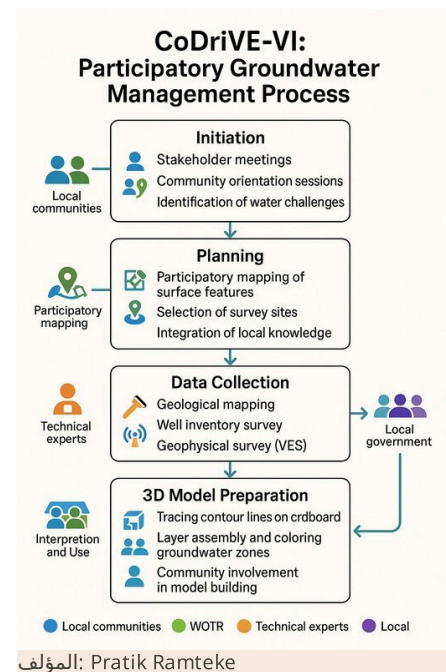 CoDriVE-VI:
Participatory Groundwater
Management Process
Initiation
Stakeholder meetings
Community orientation sessions
Identification of water challenges
Local
communities
Planning
Participatory mapping of
surface features
Selection of survey sites
Integration of local knowledge
Participatory
mapping
Data Collection
Geological mapping
Well inventory survey
Geophysical survey (VES)
Technical
experts
Local
government
3D Model Preparation
Tracing contour lines on crdboard
Layer assembly and coloring
groundwater zones
Community involvement
in model building
Interpretion
and Use
Local communities
WOTR
Technical experts
Local
المؤلف: Pratik Ramteke